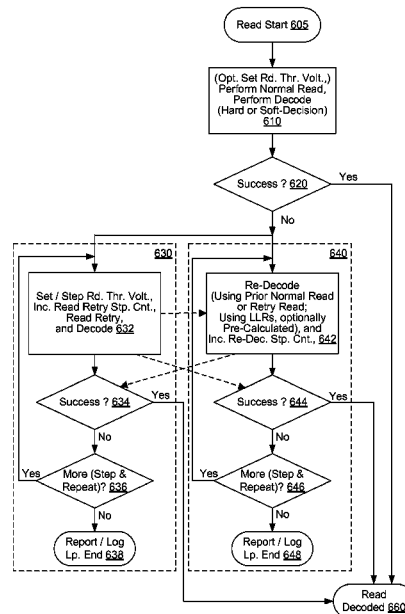 Read Start 605
(Opt. Set Rd. Thr. Volt.,)
Perform Normal Read,
Perform Decode
(Hard or Soft-Decision)
610
Success ? 620
Yes
No
630
640
Set / Step Rd. Thr. Volt.,
Inc. Read Retry Stp. Cnt.,
Read Retry,
and Decode 632
Re-Decode
(Using Prior Normal Read
or Retry Read;
Using LLRs, optionally
Pre-Calculated), and
Inc. Re-Dec. Stp. Cnt., 642
Success ? 634
Yes
No
Success ? 644
Yes
No
Yes
More (Step &
Repeat)? 636
No
Yes
More (Step &
Repeat)? 646
No
Report / Log
Lp. End 638
Report / Log
Lp. End 648
Read
Decoded 660